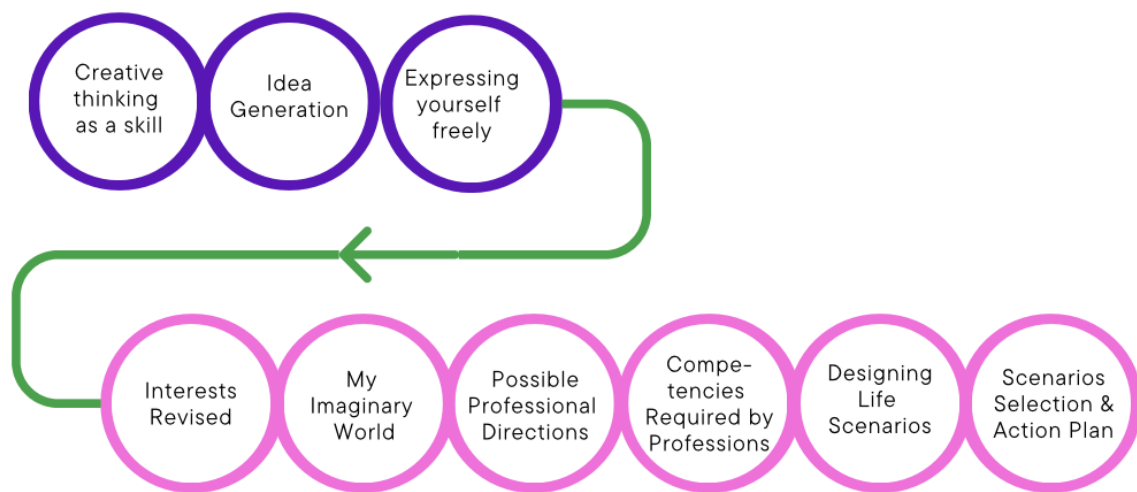 Creative
thinking
as a skill
Idea
Generation
Expressing
yourself
freely
Interests
Revised
My
Imaginary
World
Possible
Professional
Directions
Compe-
tencies
Required by
Professions
Designing
Life
Scenarios
Scenarios
Selection &
Action Plan